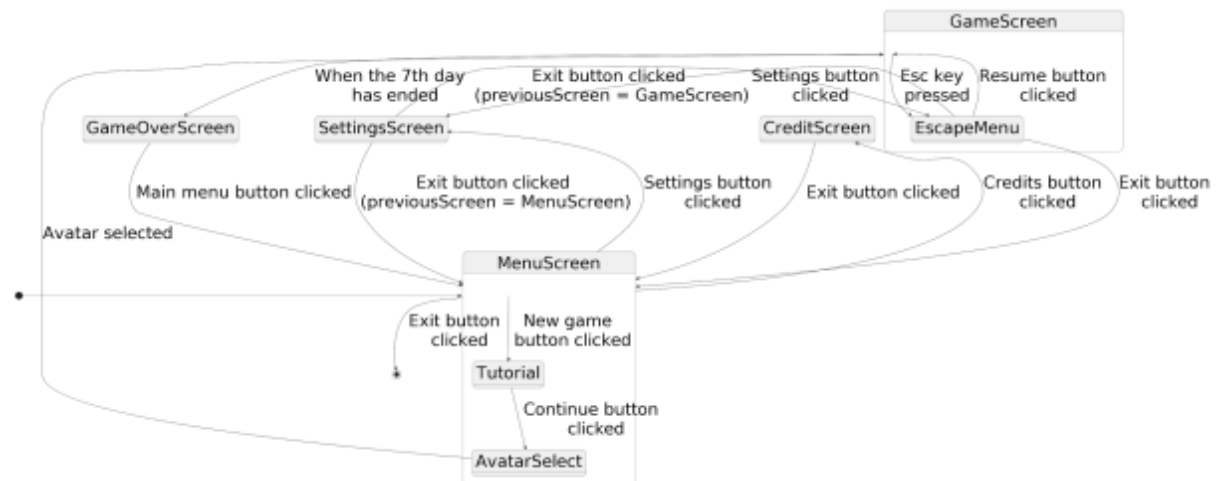 GameScreen
When the 7th day
has ended
Exit button clicked
(previousScreen = GameScreen)
Settings button
clicked
Esc key
pressed
Resume button
clicked
GameOverScreen
SettingsScreen
CreditScreen
EscapeMenu
Main menu button clicked
Exit button clicked
(previousScreen = MenuScreen)
Settings button
clicked
Exit button clicked
Credits button
clicked
Exit button
clicked
Avatar selected
MenuScreen
Exit button
clicked
New game
button clicked
Tutorial
Continue button
clicked
AvatarSelect